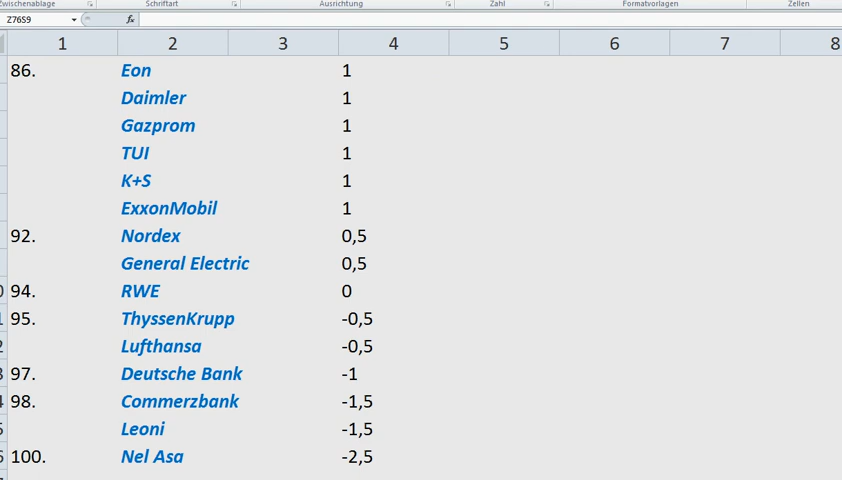 Zwischenablage Schriftart Ausrichtung Zahl Formatvorlagen Zellen
Z7659 fx
1 2 3 4 5 6 7 8
86. Eon 1
Daimler 1
Gazprom 1
TUI 1
K+S 1
ExxonMobil 1
92. Nordex 0,5
General Electric 0,5
94. RWE 0
95. ThyssenKrupp -0,5
Lufthansa -0,5
97. Deutsche Bank -1
98. Commerzbank -1,5
Leoni -1,5
100. Nel Asa -2,5